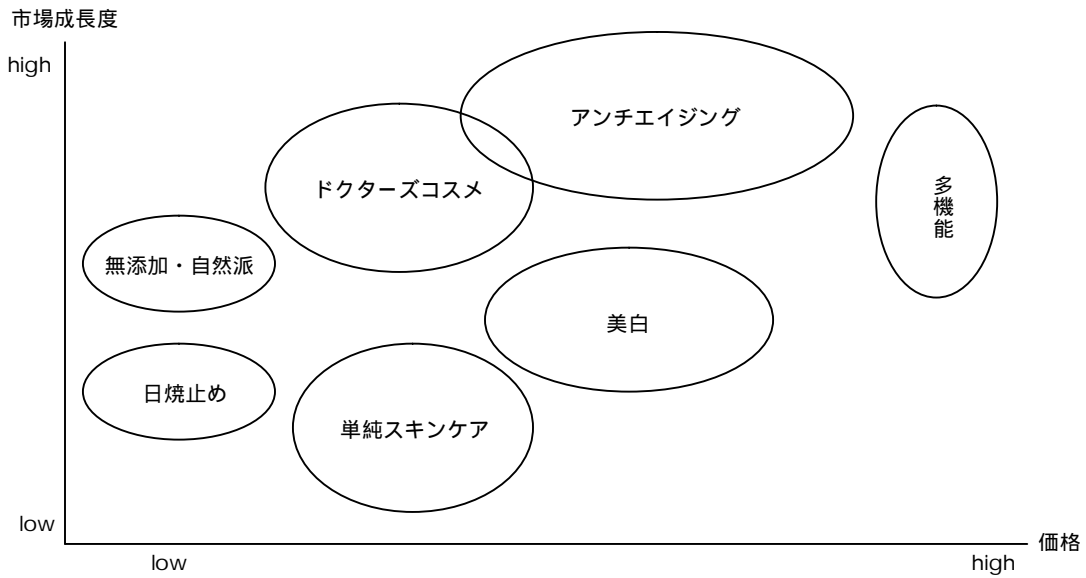 市場成長度
high
アンチエイジング
ドクターズコスメ
多機能
無添加・自然派
美白
日焼止め
単純スキンケア
low
価格
low
high